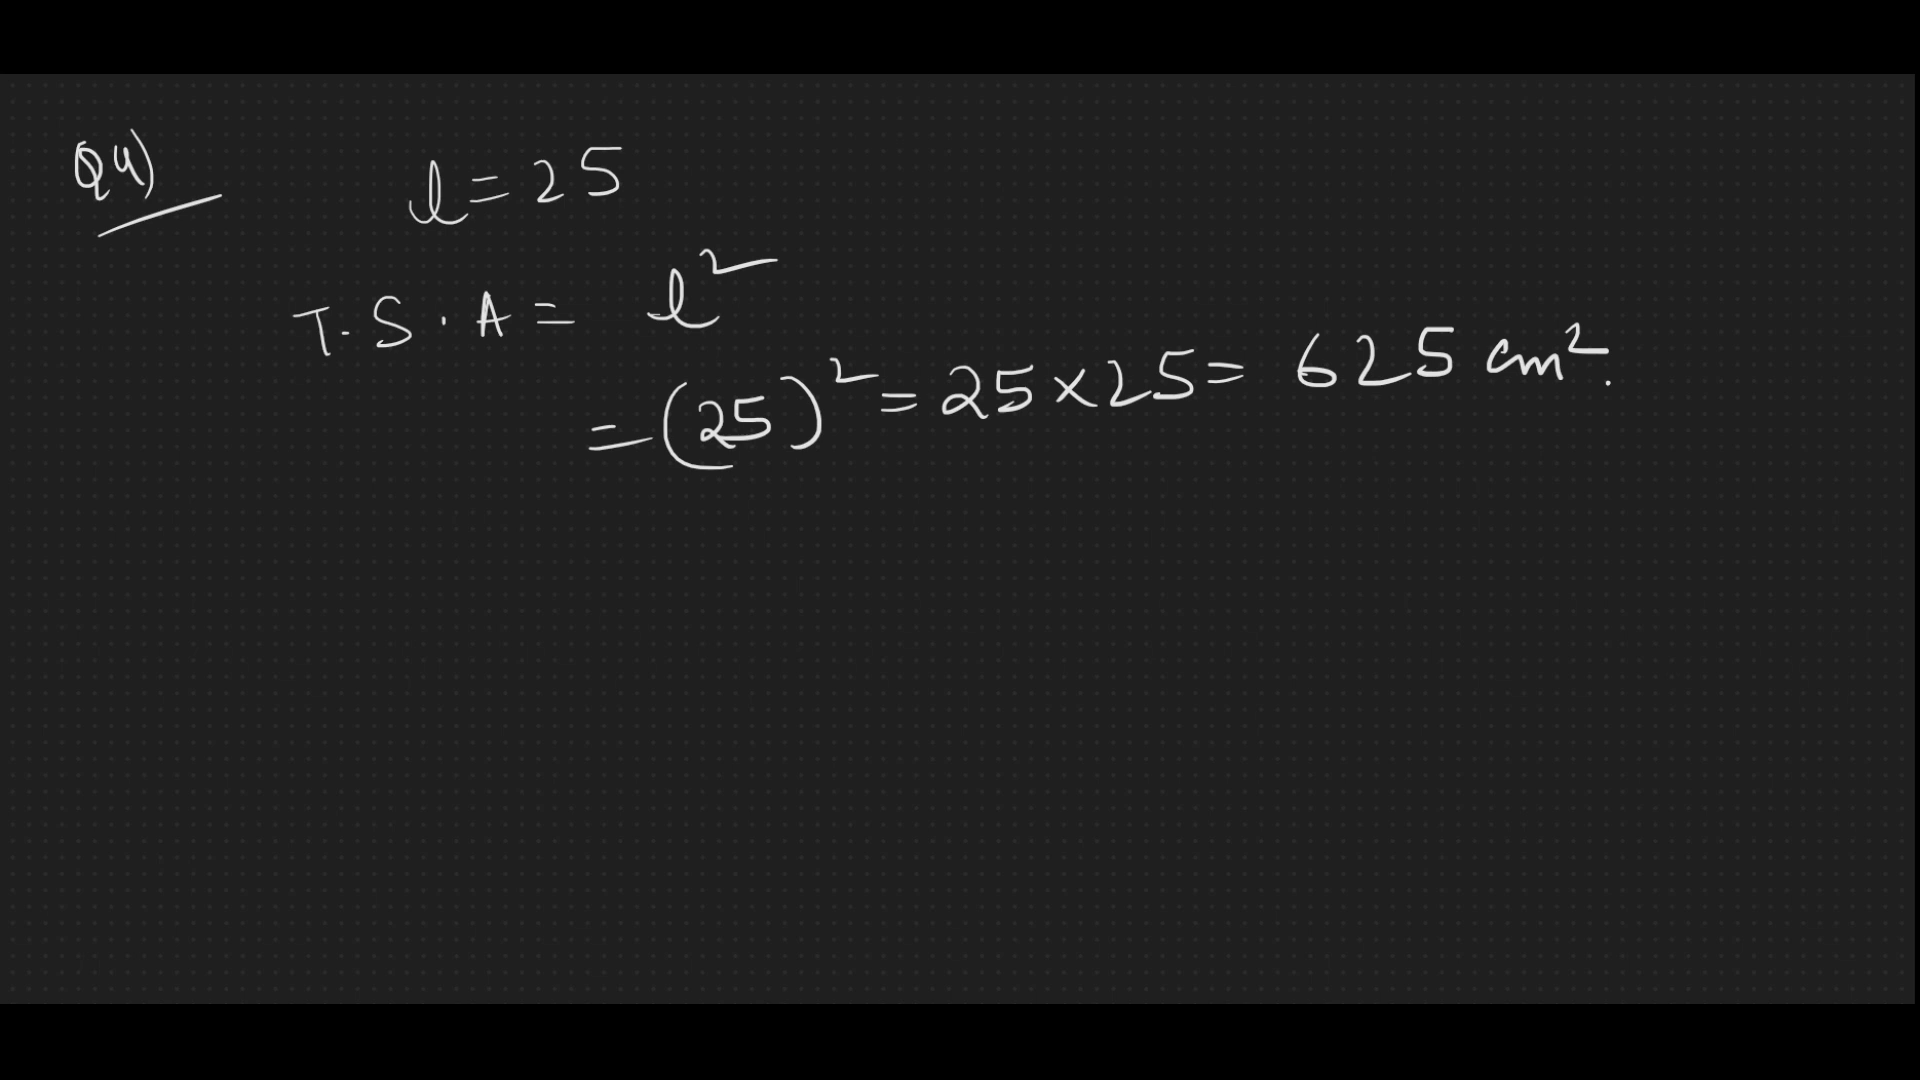 Q4)
l = 25
T.S.A = l²
= (25)² = 25 × 25 = 625 cm².